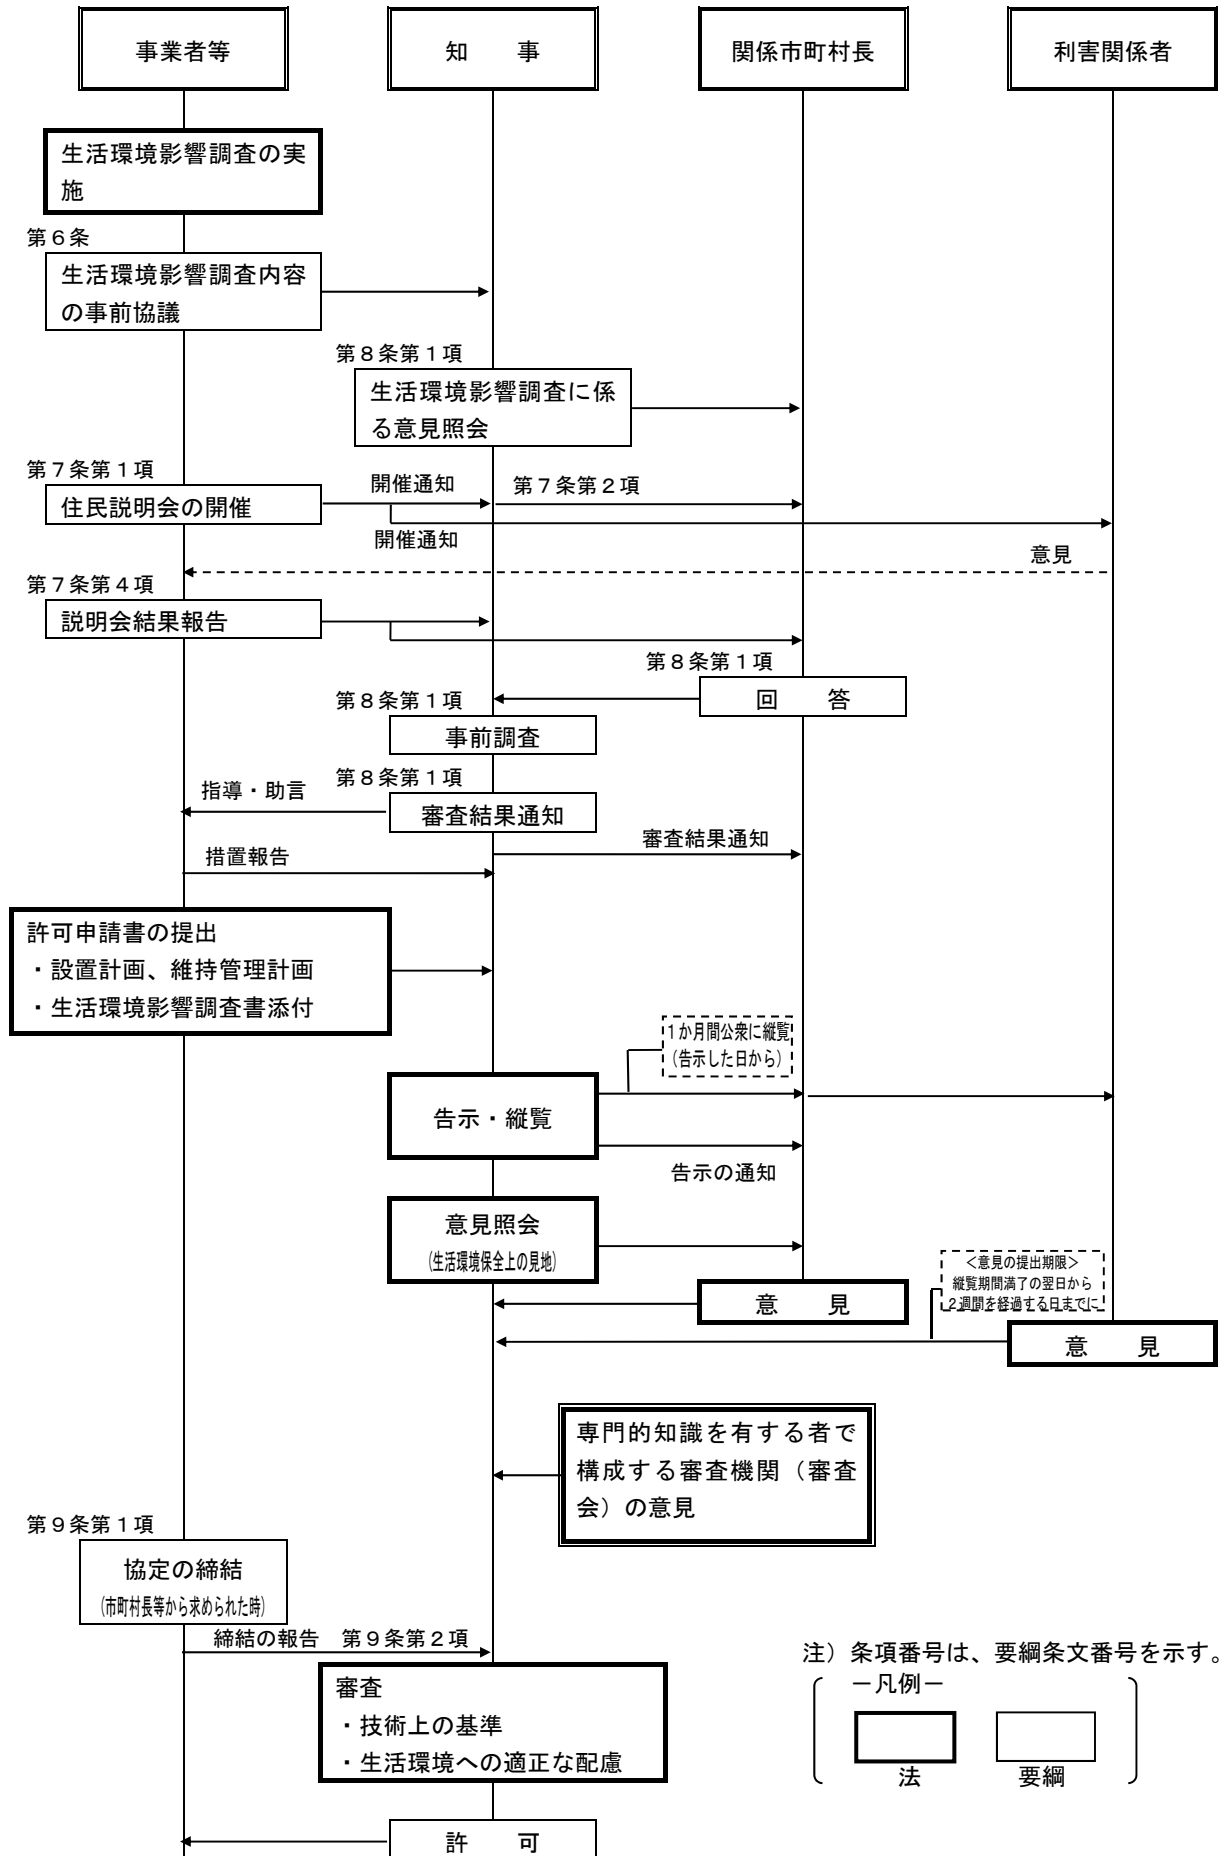 事業者等
知　　事
関係市町村長
利害関係者
生活環境影響調査の実
施
第６条
生活環境影響調査内容
の事前協議
第８条第１項
生活環境影響調査に係
る意見照会
第７条第１項
住民説明会の開催
開催通知
第７条第２項
開催通知
意見
第７条第４項
説明会結果報告
第８条第１項
回　　答
第８条第１項
事前調査
第８条第１項
指導・助言
審査結果通知
審査結果通知
措置報告
許可申請書の提出
・設置計画、維持管理計画
・生活環境影響調査書添付
１か月間公衆に縦覧
（告示した日から）
告示・縦覧
告示の通知
意見照会
（生活環境保全上の見地）
＜意見の提出期限＞
縦覧期間満了の翌日から
２週間を経過する日までに
意　　見
意　　見
専門的知識を有する者で
構成する審査機関（審査
会）の意見
第９条第１項
協定の締結
（市町村長等から求められた時）
締結の報告　第９条第２項
審査
・技術上の基準
・生活環境への適正な配慮
注）条項番号は、要綱条文番号を示す。
－凡例－
法
要綱
許　　可